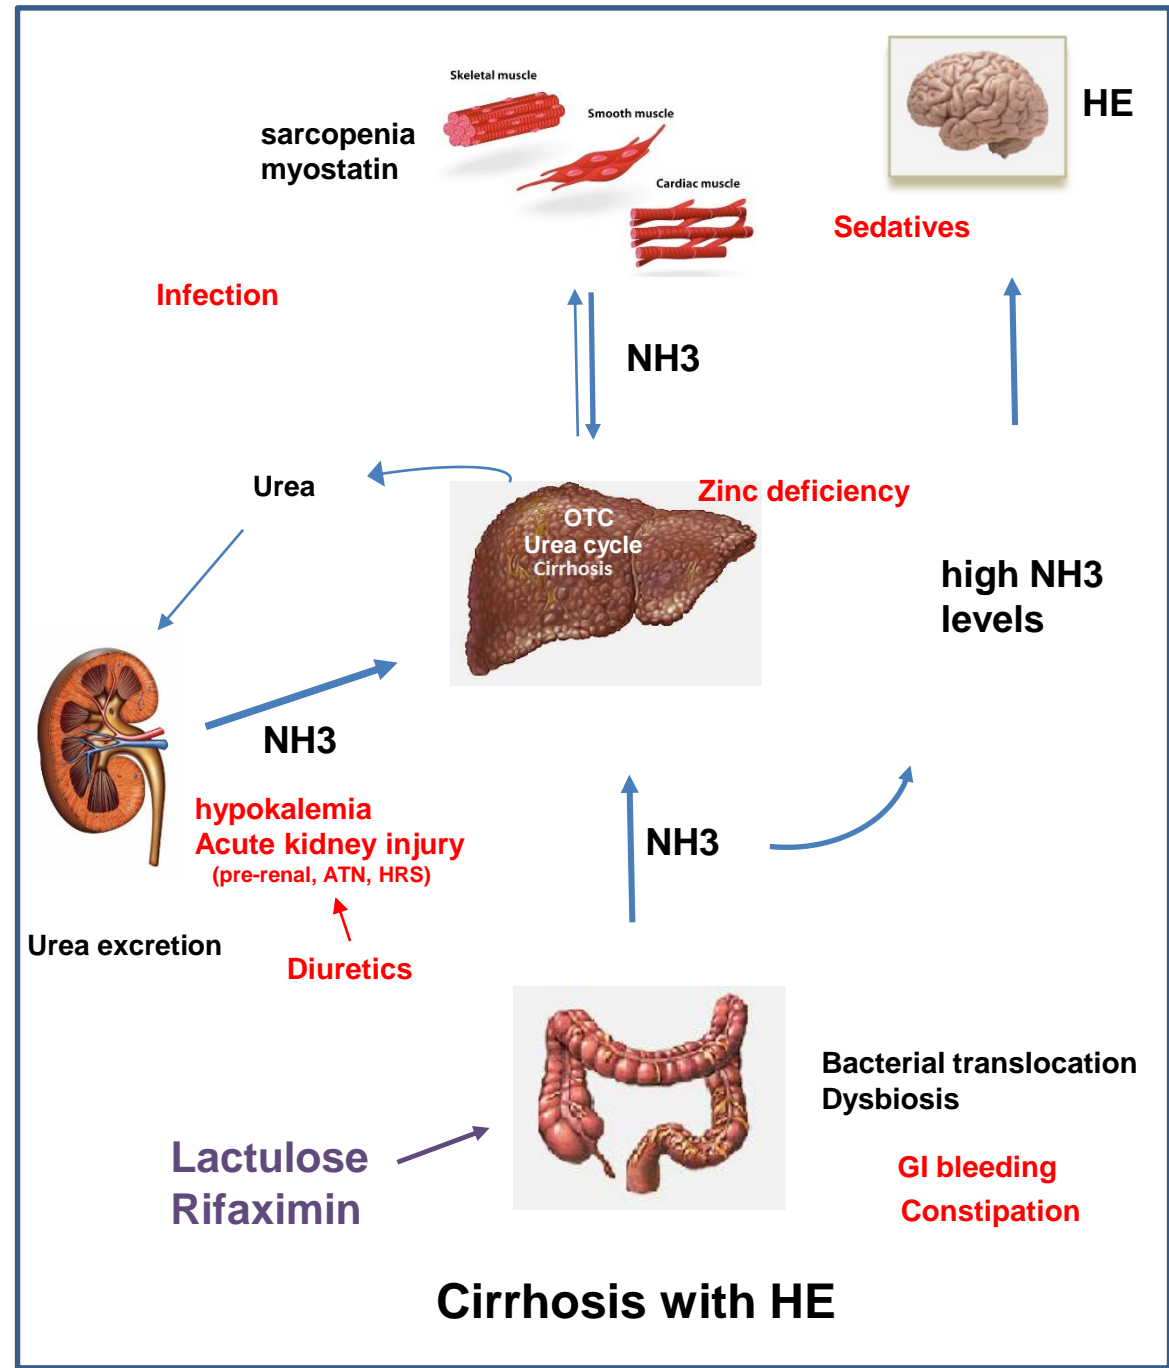 Skeletal muscle
Smooth muscle
Cardiac muscle
sarcopenia
myostatin
HE
Sedatives
Infection
NH3
Urea
Zinc deficiency
OTC
Urea cycle
Cirrhosis
high NH3
levels
NH3
hypokalemia
Acute kidney injury
(pre-renal, ATN, HRS)
NH3
Urea excretion
Diuretics
Bacterial translocation
Dysbiosis
Lactulose
Rifaximin
GI bleeding
Constipation
Cirrhosis with HE